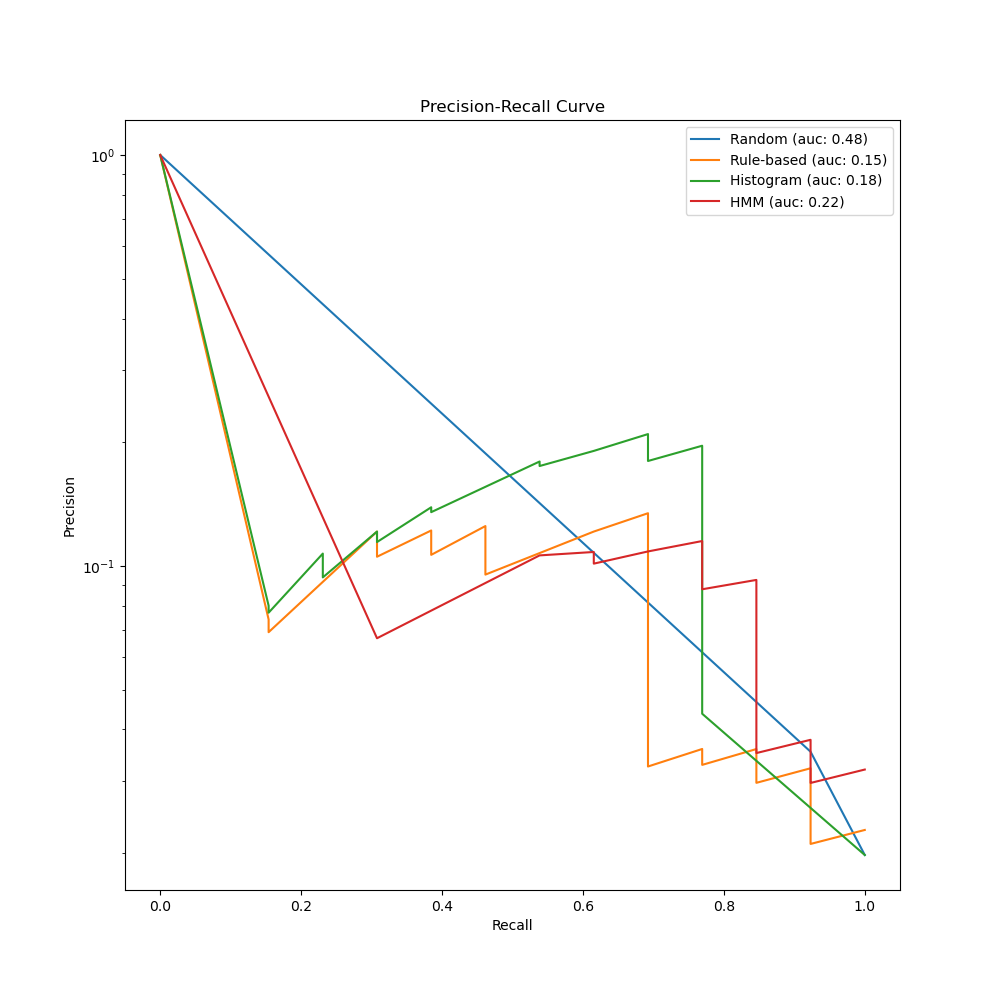 Precision-Recall Curve
Random (auc: 0.48)
Rule-based (auc: 0.15)
Histogram (auc: 0.18)
HMM (auc: 0.22)
10⁰
10⁻¹
Precision
0.0 0.2 0.4 0.6 0.8 1.0
Recall